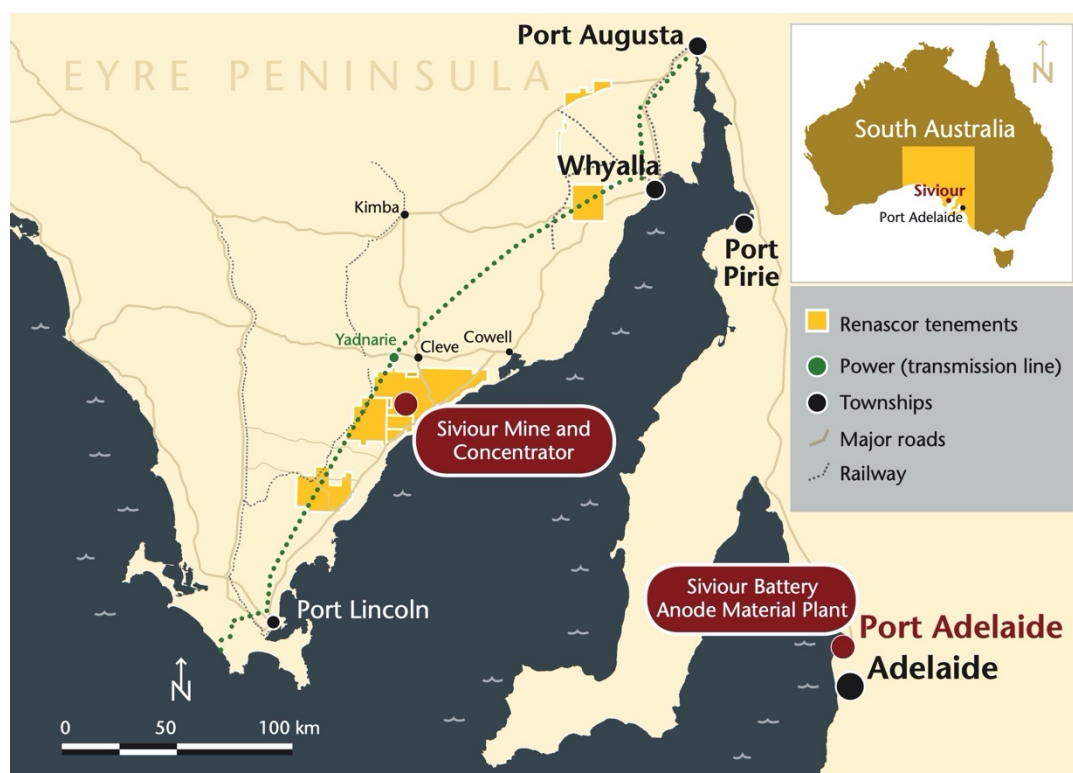 EYRE PENINSULA
Port Augusta
Whyalla
Kimba
Port
Pirie
Yadnarie
Cleve
Cowell
Siviour Mine and
Concentrator
Port Lincoln
Siviour Battery
Anode Material Plant
Port Adelaide
Adelaide
N
0 50 100 km
N
South Australia
Siviour
Port Adelaide
Renascor tenements
Power (transmission line)
Townships
Major roads
Railway